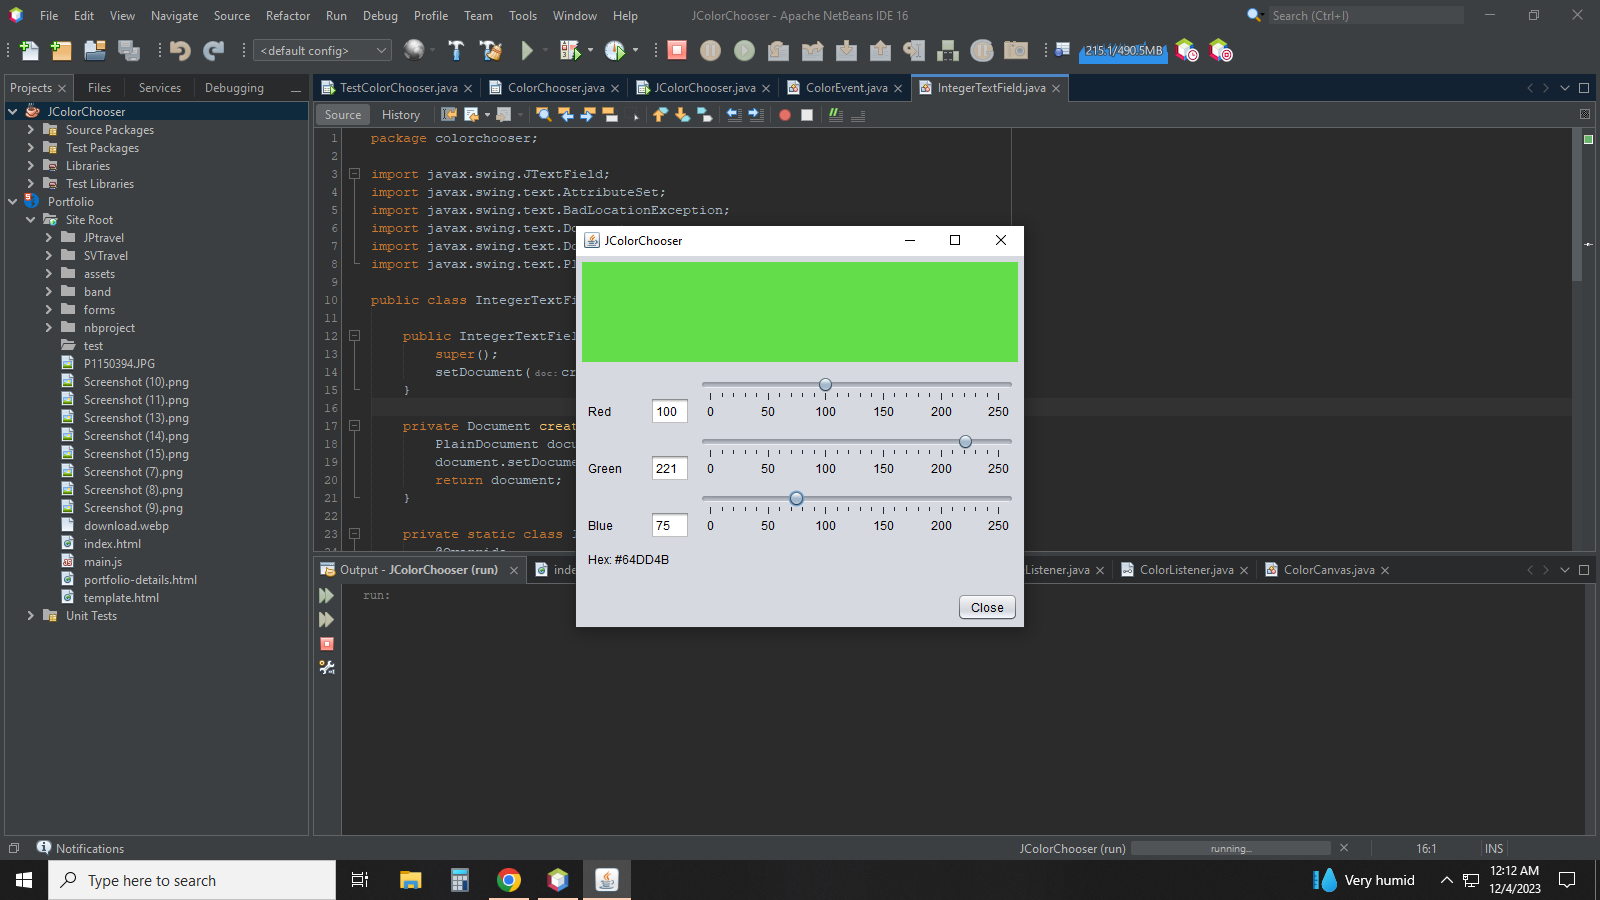 File Edit View Navigate Source Refactor Run Debug Profile Team Tools Window Help
JColorChooser - Apache NetBeans IDE 16
Search (Ctrl+I)
<default config>
215.1/490.5MB
Projects Files Services Debugging
TestColorChooser.java ColorChooser.java JColorChooser.java ColorEvent.java IntegerTextField.java
Source History
JColorChooser
Source Packages
Test Packages
Libraries
Test Libraries
Portfolio
Site Root
JPtravel
SVTravel
assets
band
forms
nbproject
test
P1150394.JPG
Screenshot (10).png
Screenshot (11).png
Screenshot (13).png
Screenshot (14).png
Screenshot (15).png
Screenshot (7).png
Screenshot (8).png
Screenshot (9).png
download.webp
index.html
main.js
portfolio-details.html
template.html
Unit Tests
1 package colorchooser;
2
3 import javax.swing.JTextField;
4 import javax.swing.text.AttributeSet;
5 import javax.swing.text.BadLocationException;
6 import javax.swing.text.Do
7 import javax.swing.text.Do
8 import javax.swing.text.Pl
9
10 public class IntegerTextFi
11
12 public IntegerTextFiel
13 super();
14 setDocument( doc: cr
15 }
16
17 private Document creat
18 PlainDocument docu
19 document.setDocume
20 return document;
21 }
22
23 private static class I
24 @Override
JColorChooser
Red 100 0 50 100 150 200 250
Green 221 0 50 100 150 200 250
Blue 75 0 50 100 150 200 250
Hex: #64DD4B
Close
Output - JColorChooser (run) inde Listener.java ColorListener.java ColorCanvas.java
run:
Notifications
JColorChooser (run) running... 16:1 INS
Type here to search
Very humid
12:12 AM
12/4/2023